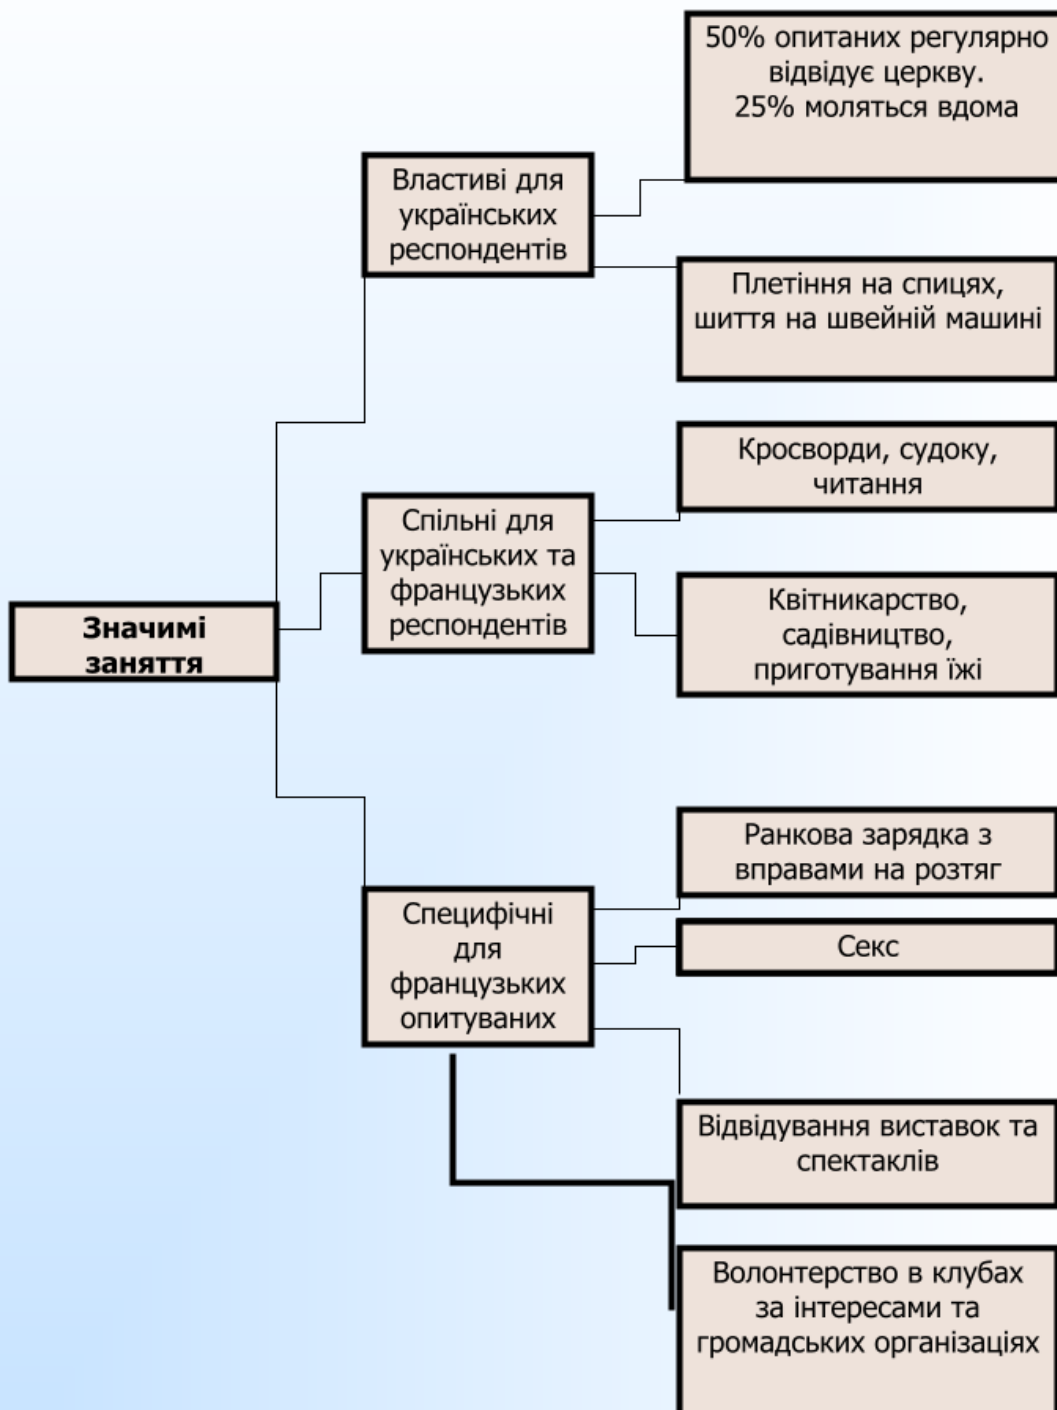 50% опитаних регулярно
відвідує церкву.
25% моляться вдома
Властиві для
українських
респондентів
Плетіння на спицях,
шиття на швейній машині
Кросворди, судоку,
читання
Спільні для
українських та
французьких
респондентів
Квітникарство,
садівництво,
приготування їжі
Значимі
заняття
Ранкова зарядка з
вправами на розтяг
Специфічні
для
французьких
опитуваних
Секс
Відвідування виставок та
спектаклів
Волонтерство в клубах
за інтересами та
громадських організаціях